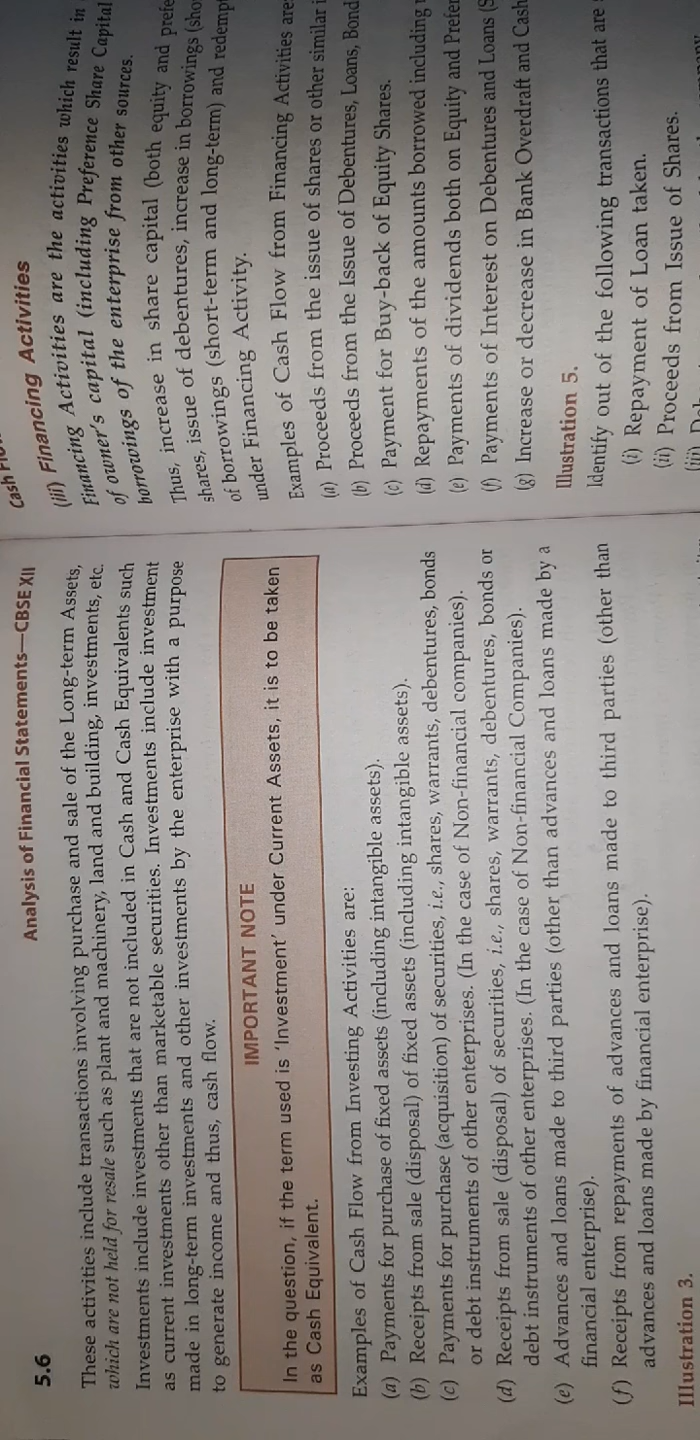 5.6
Analysis of Financial Statements—CBSE XII
These activities include transactions involving purchase and sale of the Long-term Assets,
which are not held for resale such as plant and machinery, land and building, investments, etc.
Investments include investments that are not included in Cash and Cash Equivalents such
as current investments other than marketable securities. Investments include investment
made in long-term investments and other investments by the enterprise with a purpose
to generate income and thus, cash flow.
IMPORTANT NOTE
In the question, if the term used is 'Investment' under Current Assets, it is to be taken
as Cash Equivalent.
Examples of Cash Flow from Investing Activities are:
(a) Payments for purchase of fixed assets (including intangible assets).
(b) Receipts from sale (disposal) of fixed assets (including intangible assets).
(c) Payments for purchase (acquisition) of securities, i.e., shares, warrants, debentures, bonds
or debt instruments of other enterprises. (In the case of Non-financial companies).
(d) Receipts from sale (disposal) of securities, i.e., shares, warrants, debentures, bonds or
debt instruments of other enterprises. (In the case of Non-financial Companies).
(e) Advances and loans made to third parties (other than advances and loans made by a
financial enterprise).
(f) Receipts from repayments of advances and loans made to third parties (other than
advances and loans made by financial enterprise).
Illustration 3.
Cash
(iii) Financing Activities
Financing Activities are the activities which result in
of owner's capital (including Preference Share Capital
borrowings of the enterprise from other sources.
Thus, increase in share capital (both equity and
shares, issue of debentures, increase in borrowings
of borrowings (short-term and long-term) and
under Financing Activity.
Examples of Cash Flow from Financing Activities are:
(a) Proceeds from the issue of shares or other similar
(b) Proceeds from the Issue of Debentures, Loans,
(c) Payment for Buy-back of Equity Shares.
(d) Repayments of the amounts borrowed including
(e) Payments of dividends both on Equity and
(f) Payments of Interest on Debentures and Loans
(g) Increase or decrease in Bank Overdraft and Cash
Illustration 5.
Identify out of the following transactions that are
(i) Repayment of Loan taken.
(ii) Proceeds from Issue of Shares.
(iii)